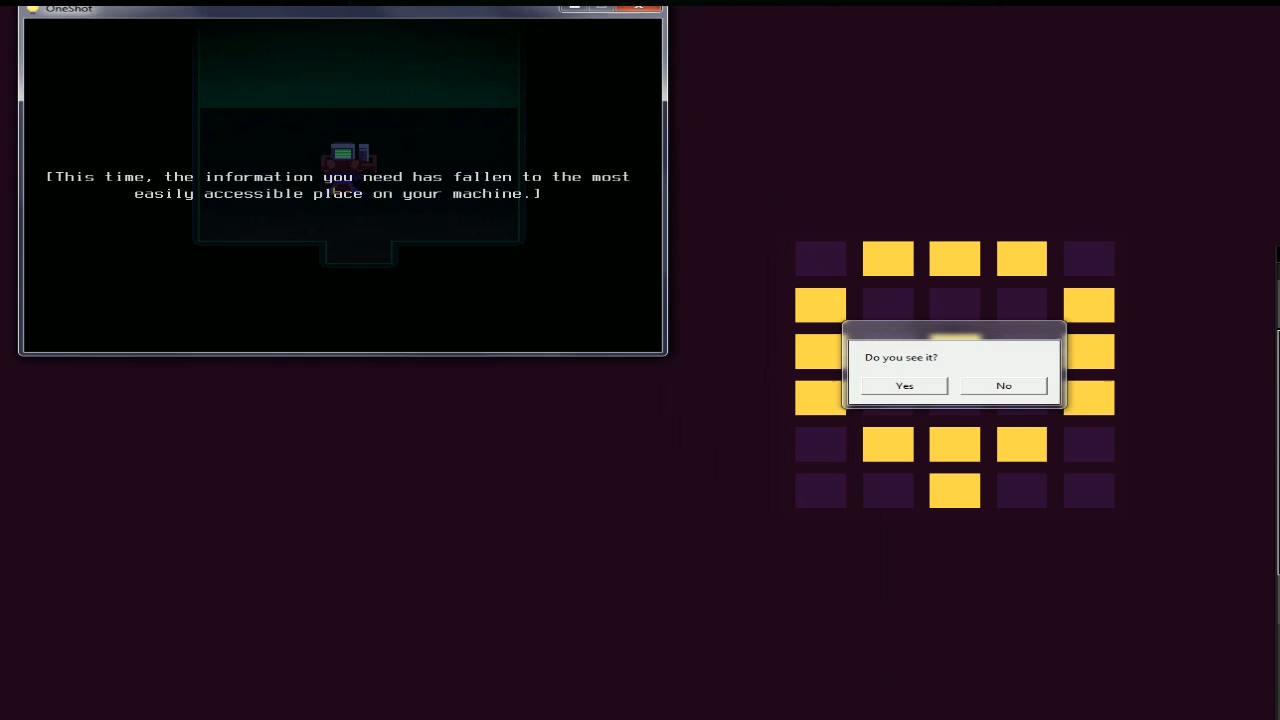 OneShot
[This time, the information you need has fallen to the most
easily accessible place on your machine.]
Do you see it?
Yes
No